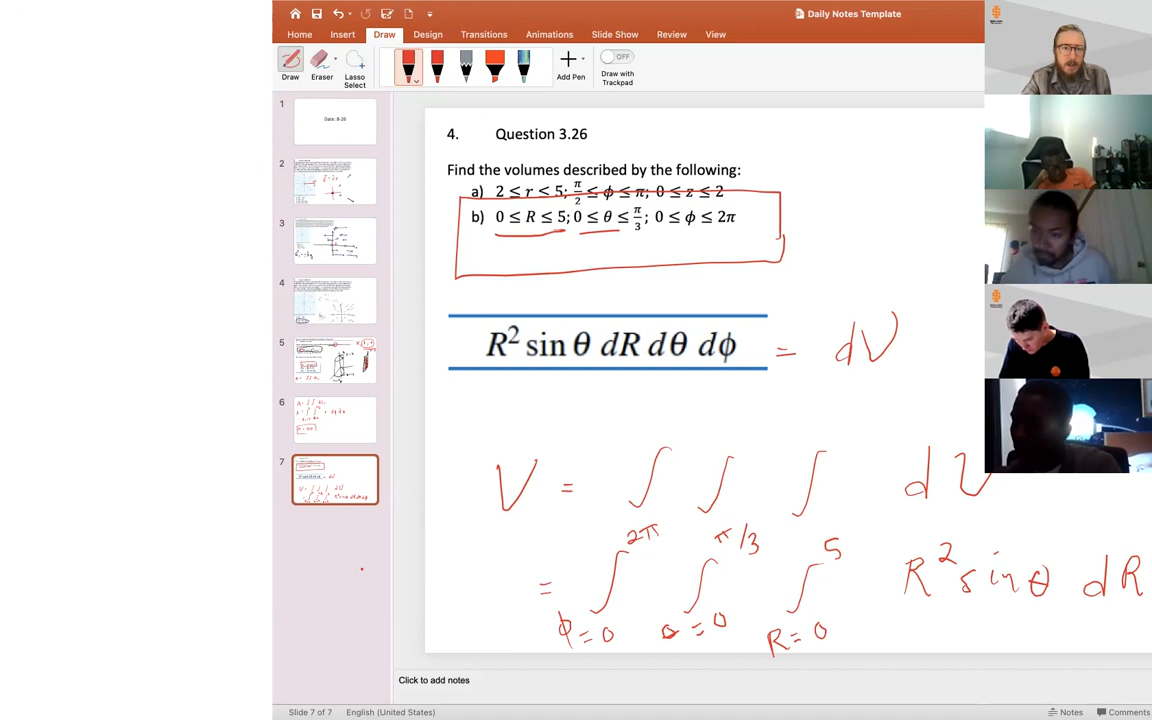 Daily Notes Template
Home Insert Draw Design Transitions Animations Slide Show Review View
Draw Eraser Lasso Select Add Pen OFF Draw with Trackpad
1
Date: 8-26
2
3
4
5
6
7
4. Question 3.26
Find the volumes described by the following:
a) 2 ≤ r ≤ 5; π/2 ≤ ϕ ≤ π; 0 ≤ z ≤ 2
b) 0 ≤ R ≤ 5; 0 ≤ θ ≤ π/3; 0 ≤ ϕ ≤ 2π
R² sin θ dR dθ dϕ = dV
V = ∫ ∫ ∫ dV
= ∫_{ϕ=0}^{2π} ∫_{θ=0}^{π/3} ∫_{R=0}^{5} R² sin θ dR
Click to add notes
Slide 7 of 7 English (United States) Notes Comments